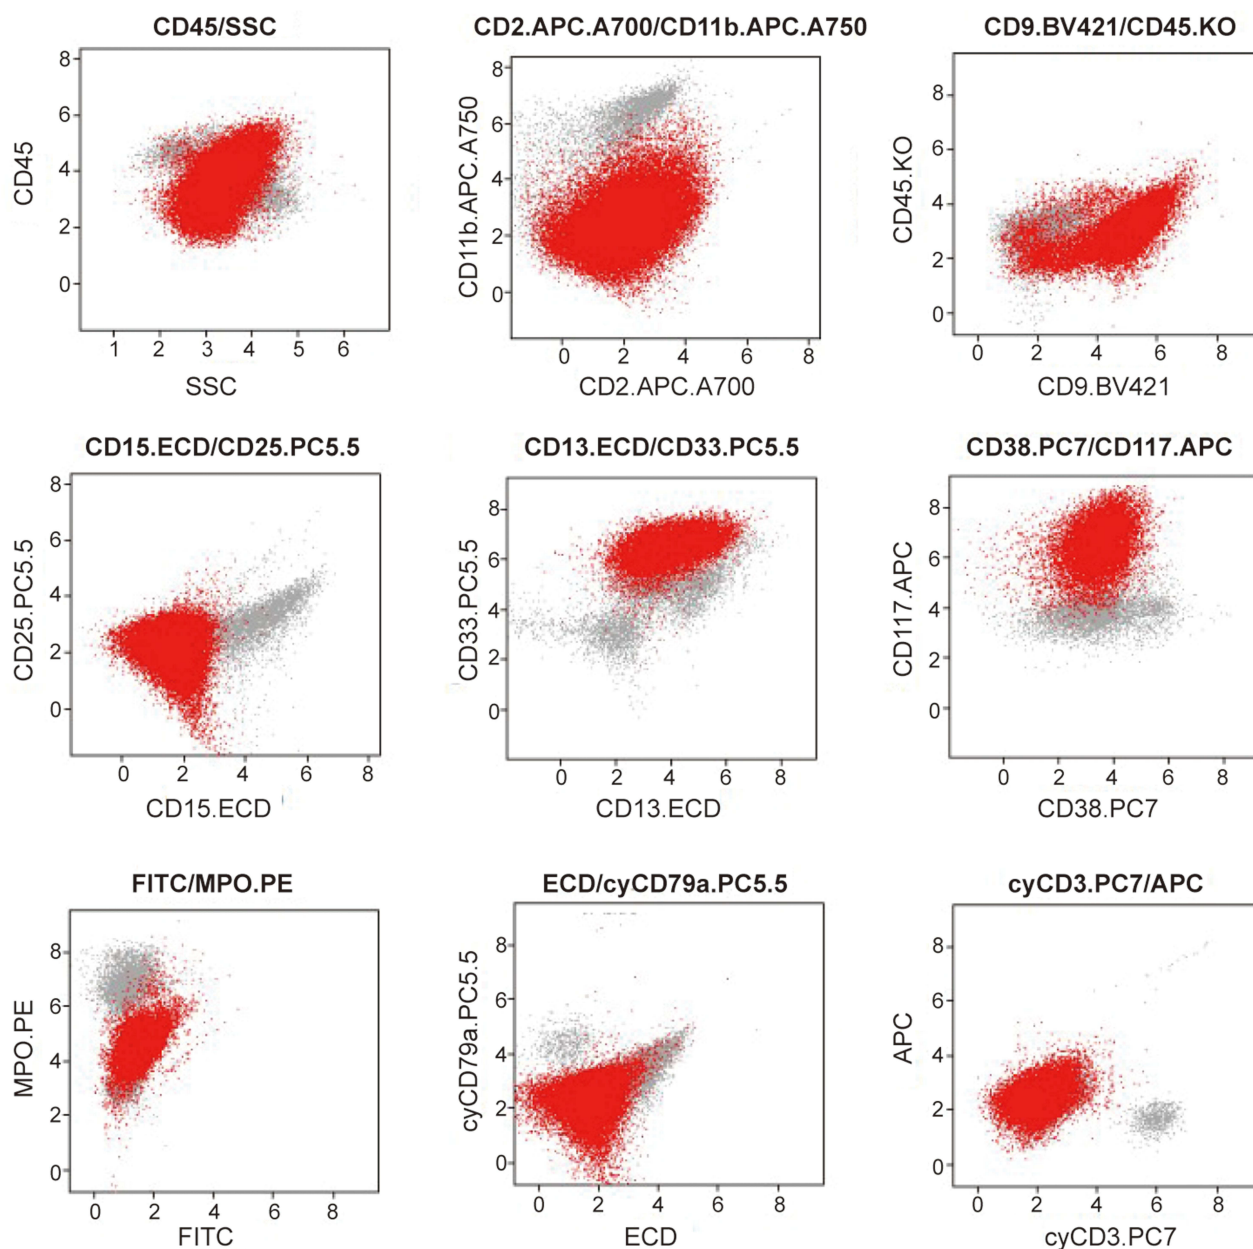 CD45/SSC
CD2.APC.A700/CD11b.APC.A750
CD9.BV421/CD45.KO
CD45
8
6
4
2
0
1 2 3 4 5 6
SSC
CD11b.APC.A750
8
6
4
2
0
0 2 4 6 8
CD2.APC.A700
CD45.KO
8
6
4
2
0
0 2 4 6 8
CD9.BV421
CD15.ECD/CD25.PC5.5
CD13.ECD/CD33.PC5.5
CD38.PC7/CD117.APC
CD25.PC5.5
8
6
4
2
0
0 2 4 6 8
CD15.ECD
CD33.PC5.5
8
6
4
2
0
0 2 4 6 8
CD13.ECD
CD117.APC
8
6
4
2
0
0 2 4 6 8
CD38.PC7
FITC/MPO.PE
ECD/cyCD79a.PC5.5
cyCD3.PC7/APC
MPO.PE
8
6
4
2
0
0 2 4 6 8
FITC
cyCD79a.PC5.5
8
6
4
2
0
0 2 4 6 8
ECD
APC
8
6
4
2
0
0 2 4 6 8
cyCD3.PC7